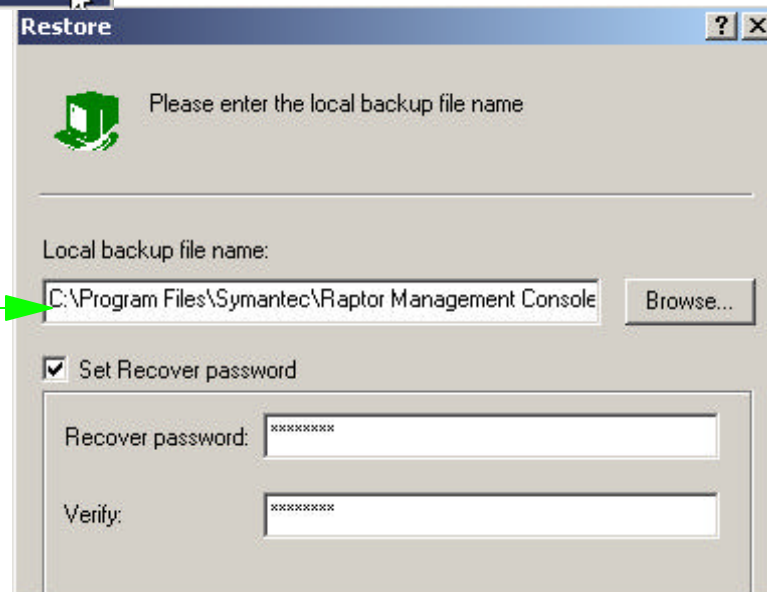 Restore
Please enter the local backup file name
Local backup file name:
C:\Program Files\Symantec\Raptor Management Console
Browse...
Set Recover password
Recover password: ********
Verify: ********